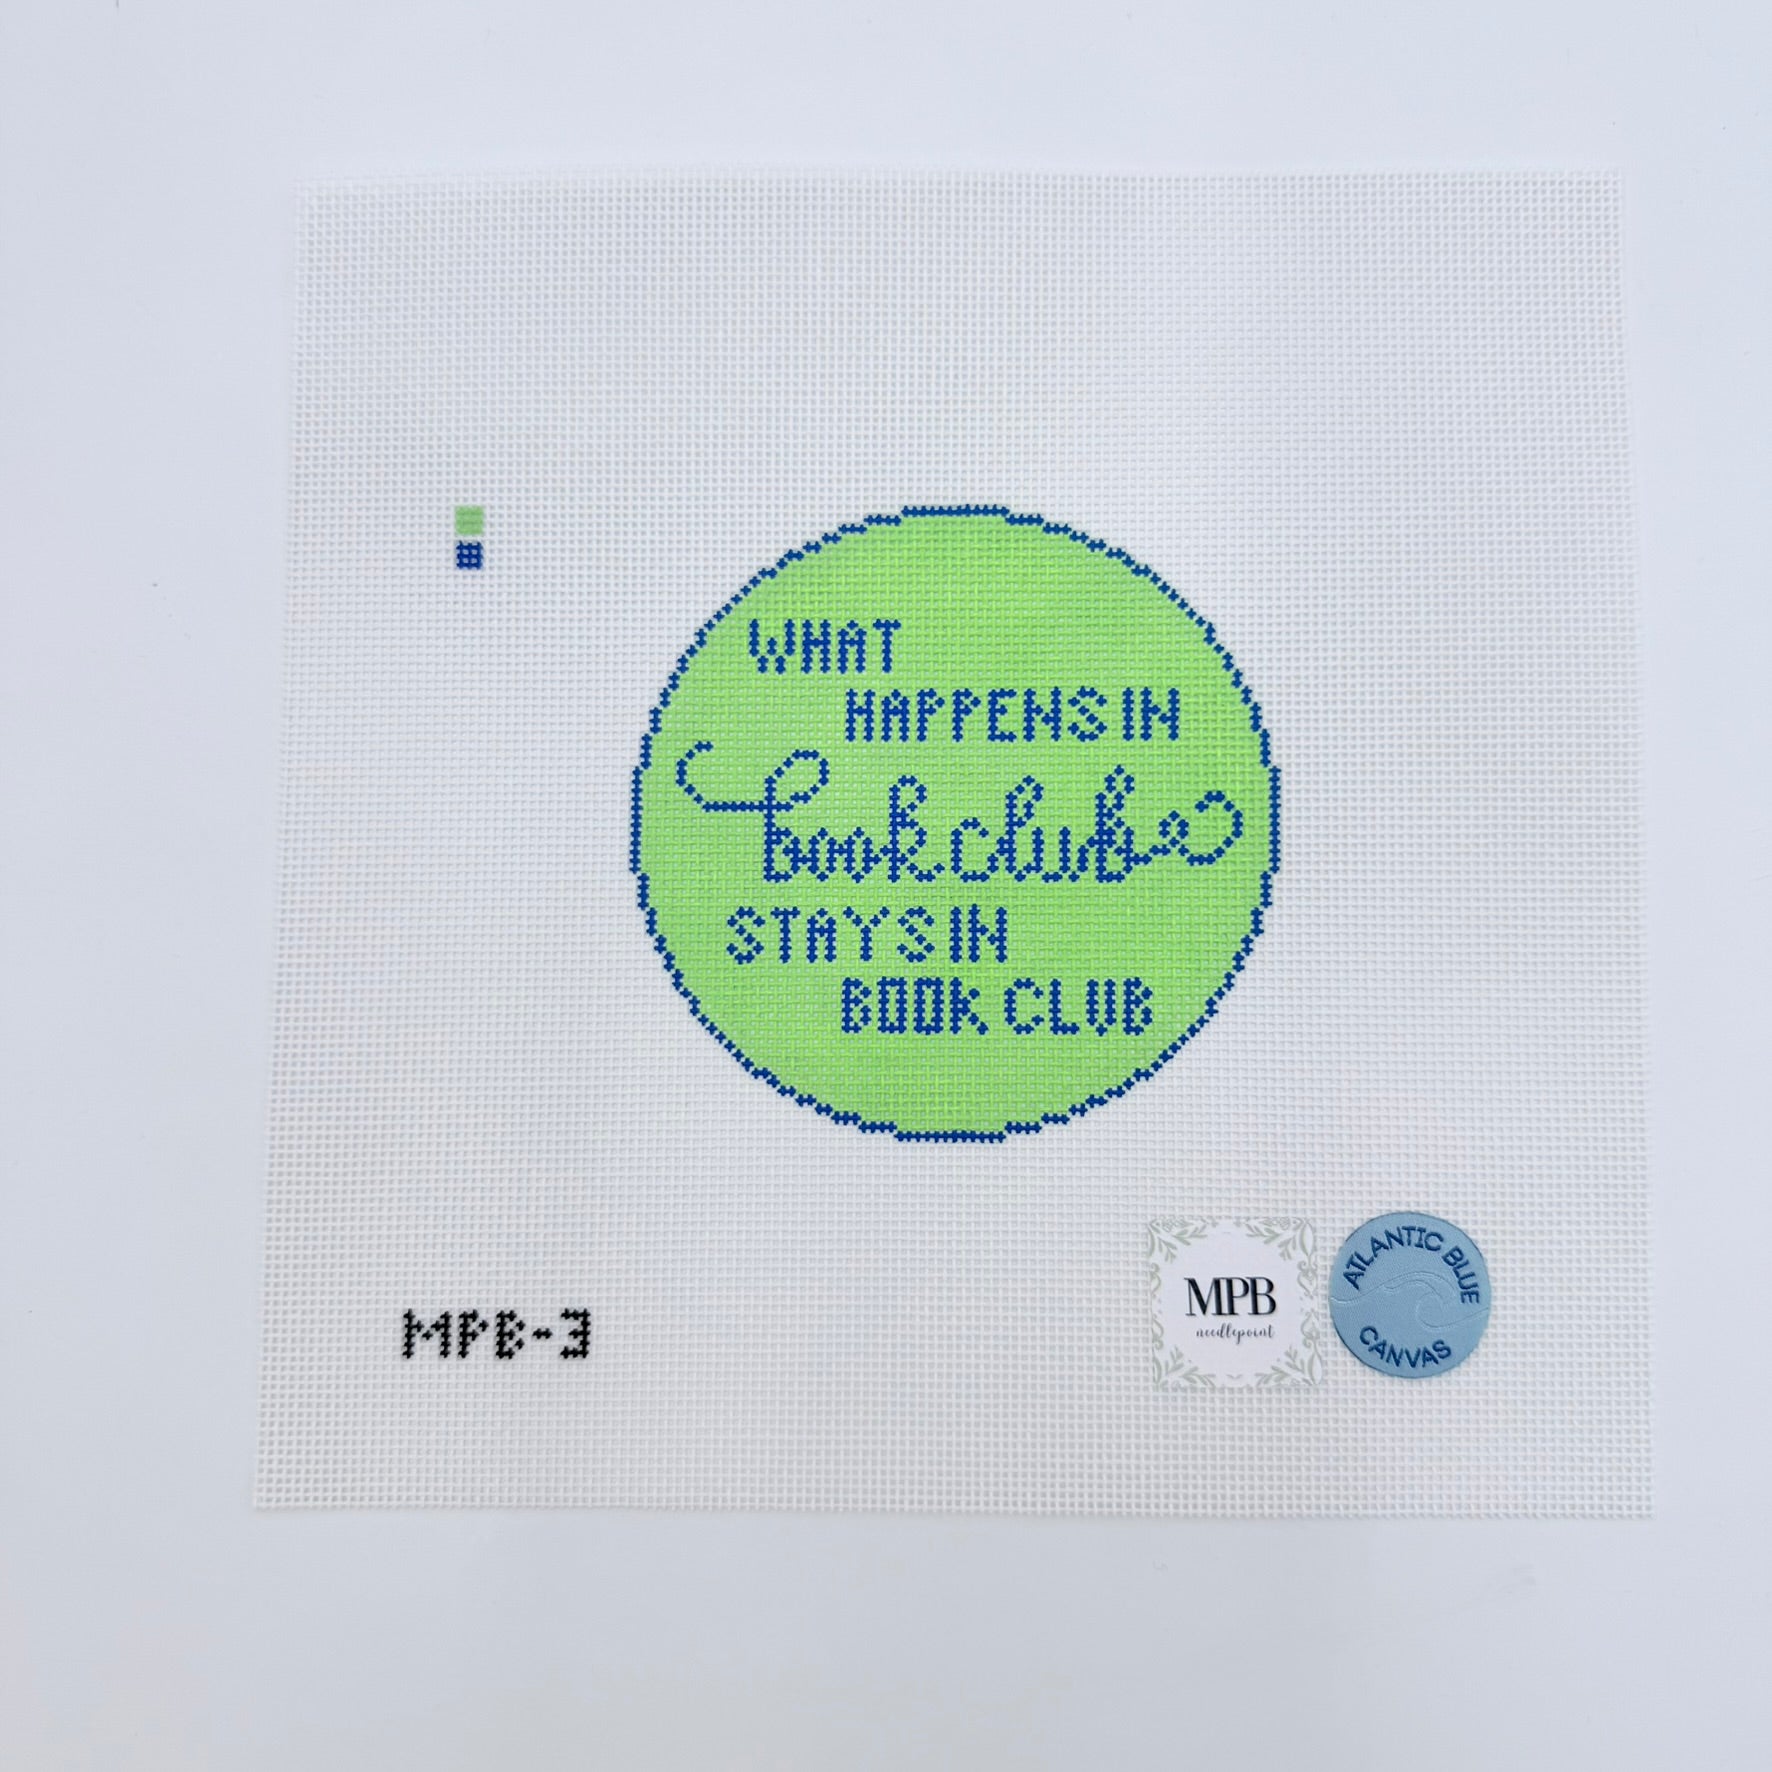 WHAT
HAPPENS IN
book club
STAYS IN
BOOK CLUB
MPB-3
MPB
needlepoint
ATLANTIC BLUE
CANVAS